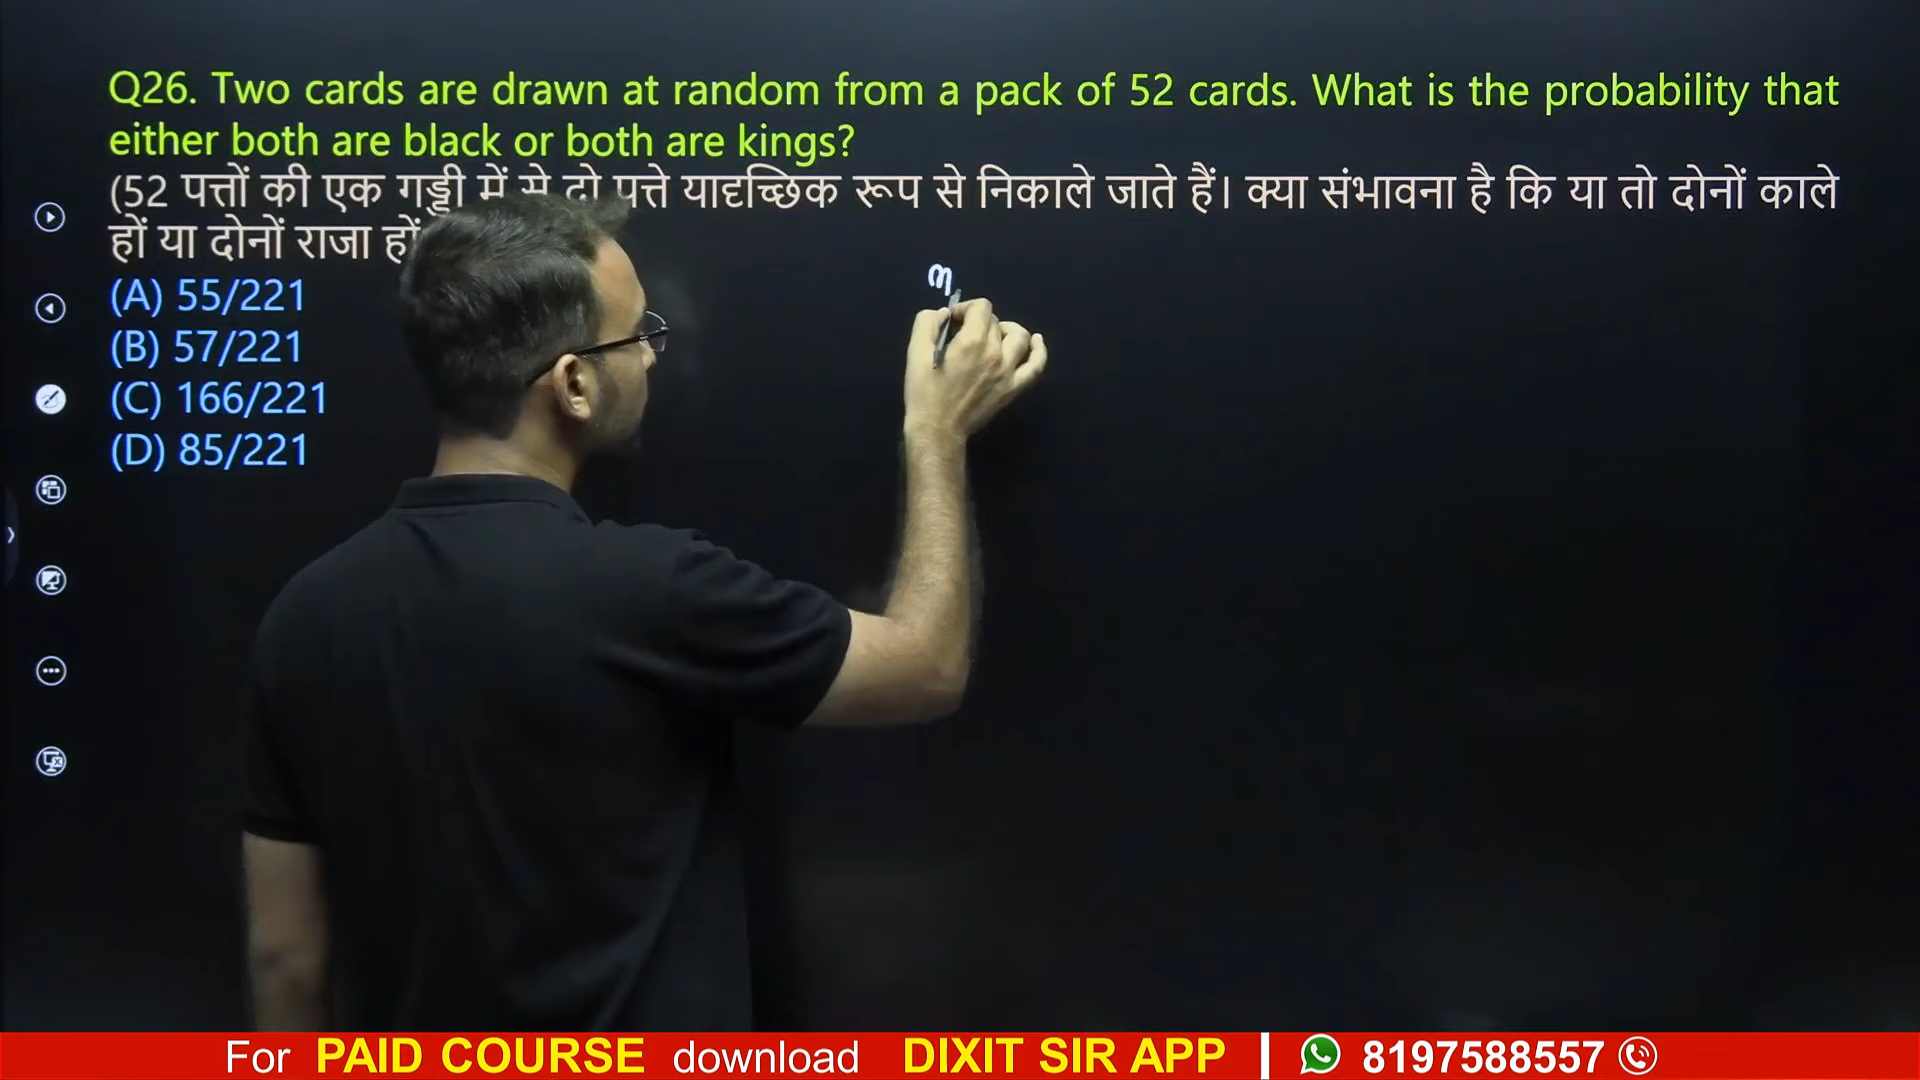 Q26. Two cards are drawn at random from a pack of 52 cards. What is the probability that
either both are black or both are kings?
(52 पत्तों की एक गड्डी में से दो पत्ते यादृच्छिक रूप से निकाले जाते हैं। क्या संभावना है कि या तो दोनों काले
हों या दोनों राजा हों
(A) 55/221
(B) 57/221
(C) 166/221
(D) 85/221
For PAID COURSE download DIXIT SIR APP | 8197588557